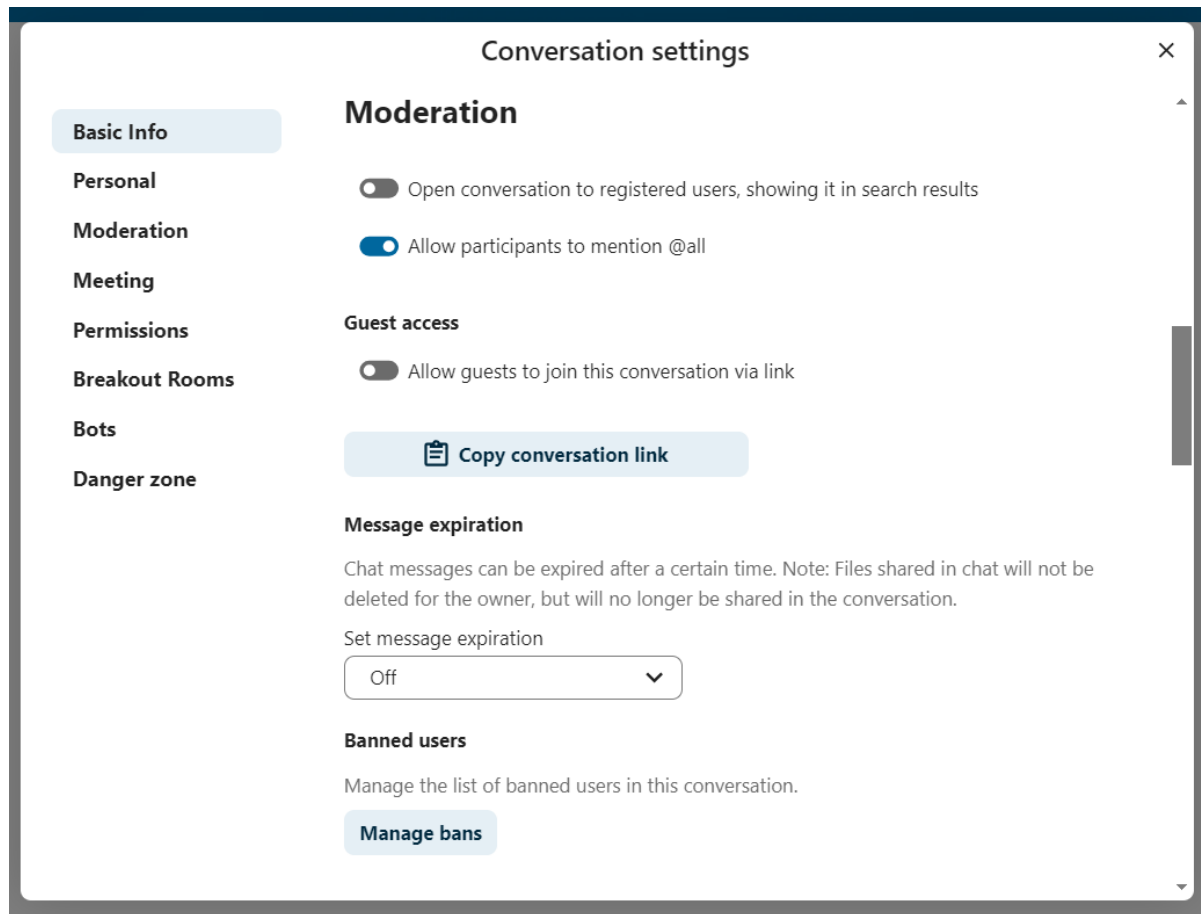 Conversation settings
Basic Info
Personal
Moderation
Meeting
Permissions
Breakout Rooms
Bots
Danger zone
Moderation
Open conversation to registered users, showing it in search results
Allow participants to mention @all
Guest access
Allow guests to join this conversation via link
Copy conversation link
Message expiration
Chat messages can be expired after a certain time. Note: Files shared in chat will not be
deleted for the owner, but will no longer be shared in the conversation.
Set message expiration
Off
Banned users
Manage the list of banned users in this conversation.
Manage bans